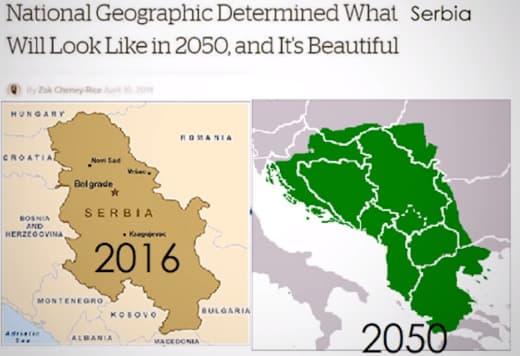 National Geographic Determined What Serbia
Will Look Like in 2050, and It's Beautiful
By Zak Cheney-Rice April 10, 2014
HUNGARY
ROMANIA
CROATIA
Novi Sad
Vršac
Belgrade
SERBIA
BOSNIA
AND
HERZEGOVINA
Kragujevac
2016
MONTENEGRO
KOSOVO
BULGARIA
Adriatic
Sea
ALBANIA
MACEDONIA
2050